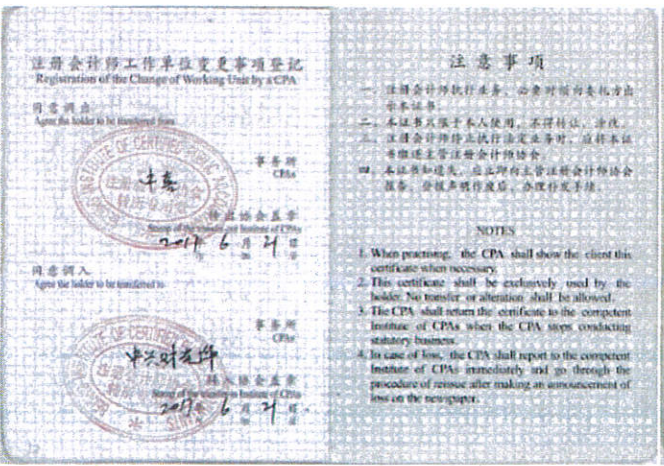 注册会计师工作单位变更事项登记
Registration of the Change of Working Unit by a CPA
同意调出
Agree the holder to be transferred from
事务所
CPAs
转出协会盖章
Stamp of the transfer-out Institute of CPAs
6月21日
同意调入
Agree the holder to be transferred to
事务所
CPAs
中兴财光华
转入协会盖章
Stamp of the transfer-in Institute of CPAs
6月21日
注意事项
一、注册会计师执行业务,必要时须向委托方出
示本证书。
二、本证书只限于本人使用,不得转让、涂改。
三、注册会计师停止执行法定业务时,应将本证
书缴还主管注册会计师协会。
四、本证书如遗失,应立即向主管注册会计师协会
报告,登报声明作废后,办理补发手续。
NOTES
1. When practising, the CPA shall show the client this
certificate when necessary.
2. This certificate shall be exclusively used by the
holder. No transfer or alteration shall be allowed.
3. The CPA shall return the certificate to the competent
Institute of CPAs when the CPA stops conducting
statutory business.
4. In case of loss, the CPA shall report to the competent
Institute of CPAs immediately and go through the
procedure of reissue after making an announcement of
loss on the newspaper.